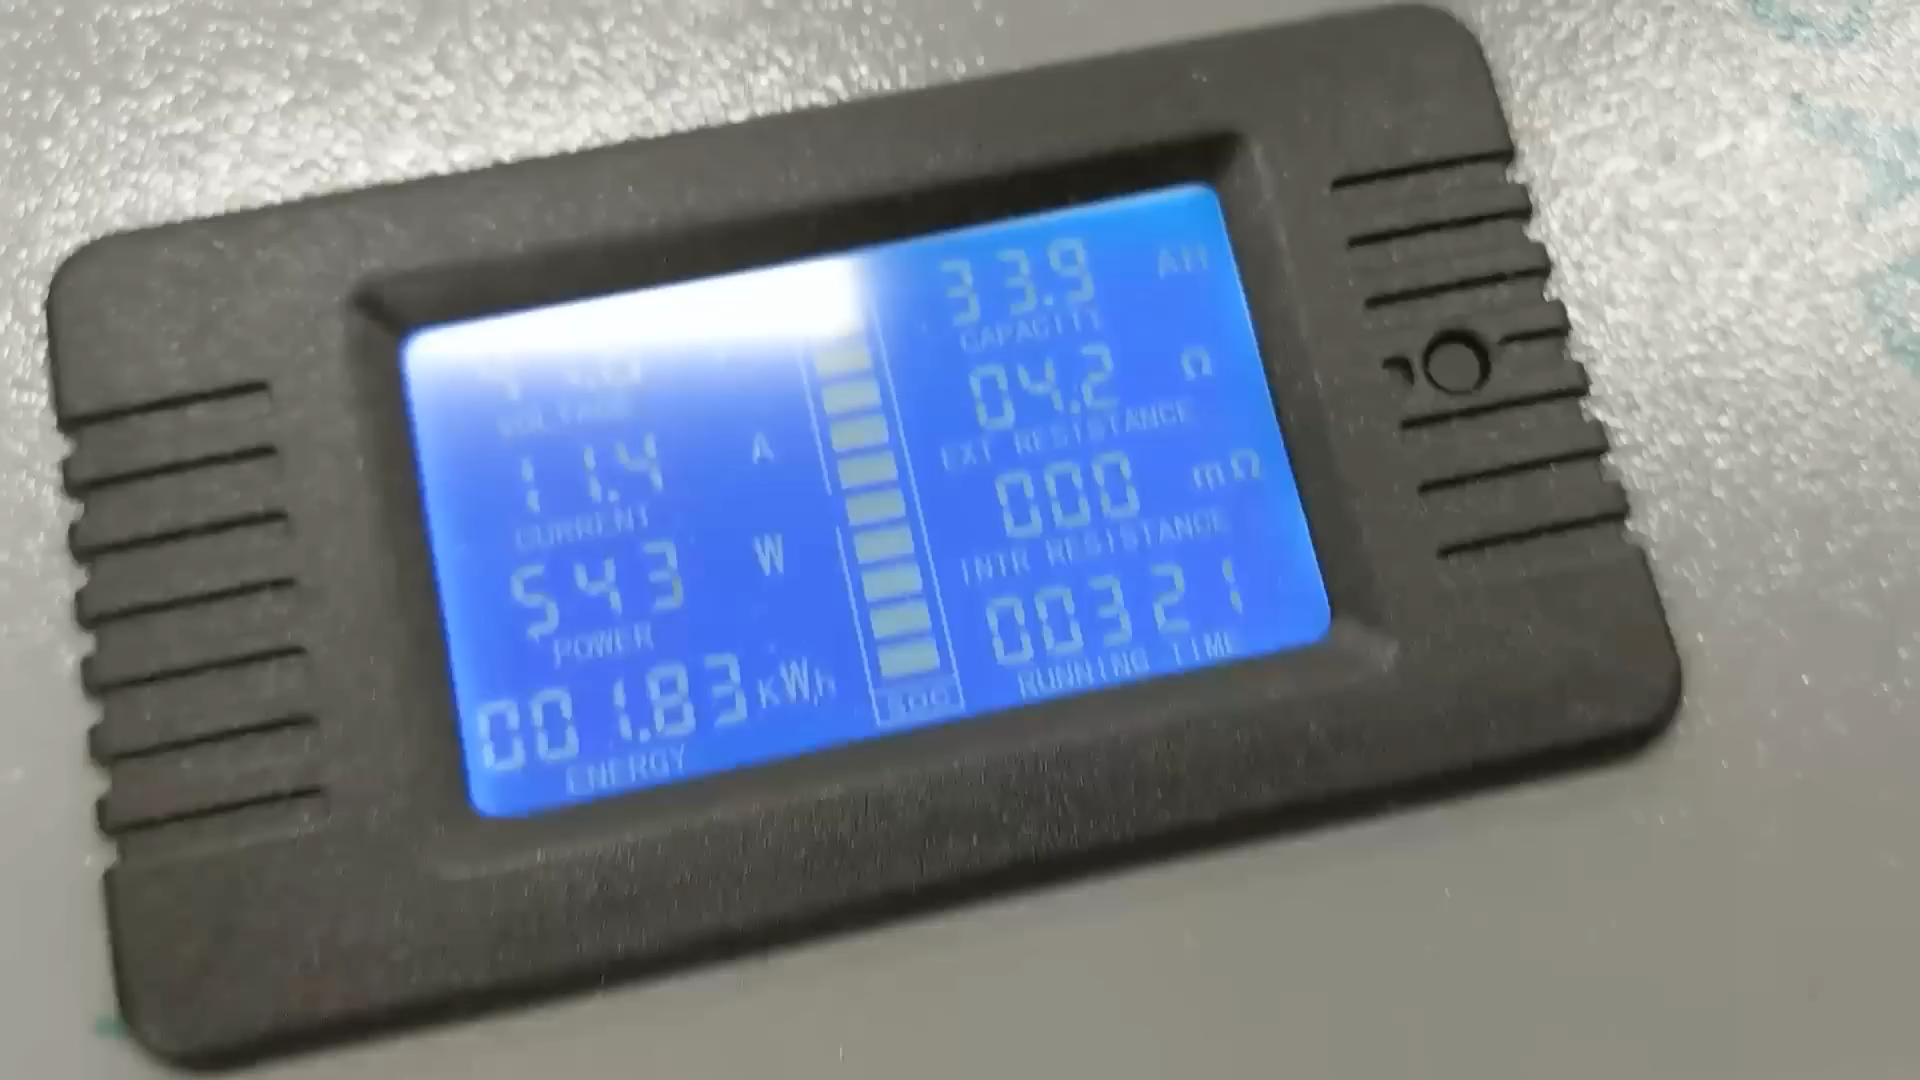 VOLTAGE
11.4 A
CURRENT
543 W
POWER
001.83 KWh
ENERGY
SOC
33.9 AH
CAPACITY
04.2 Ω
EXT RESISTANCE
000 mΩ
INTR RESISTANCE
00321
RUNNING TIME